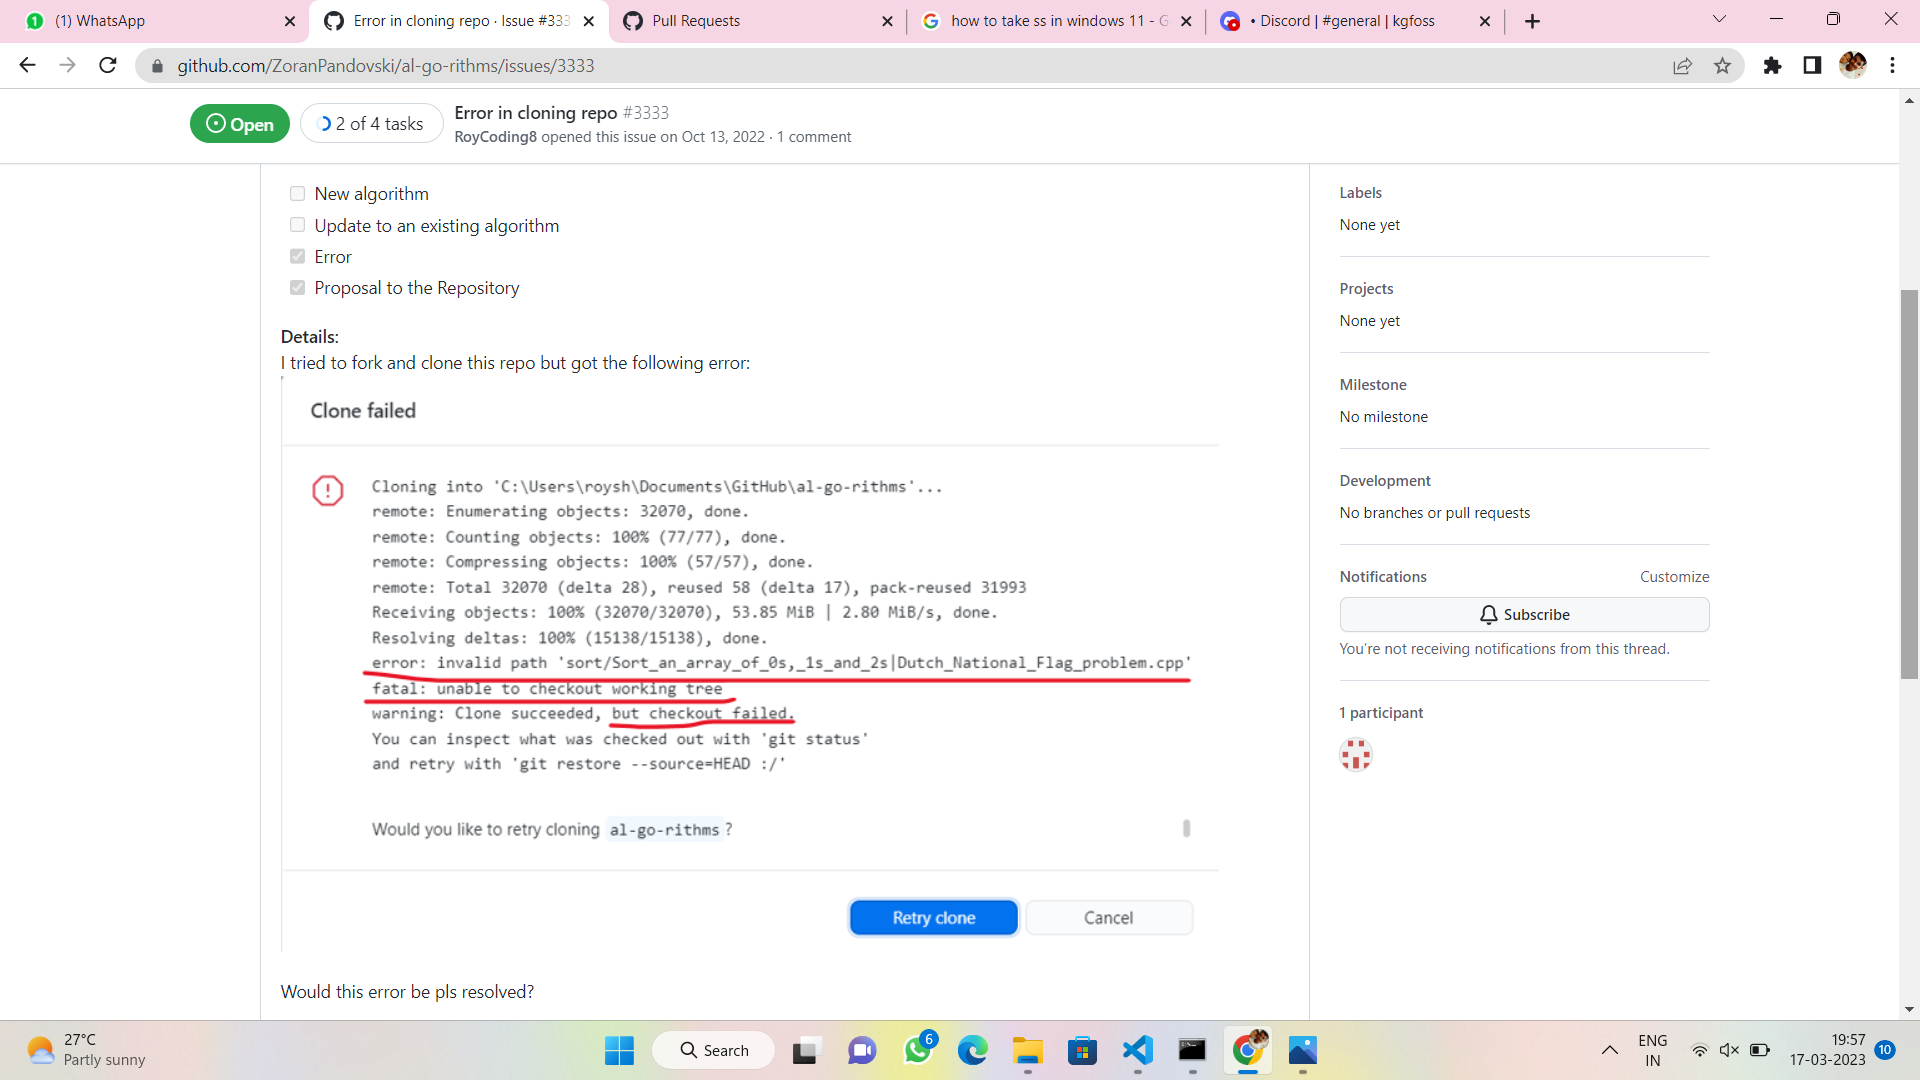 (1) WhatsApp
Error in cloning repo · Issue #333
Pull Requests
how to take ss in windows 11 - G
• Discord | #general | kgfoss
github.com/ZoranPandovski/al-go-rithms/issues/3333
Open
2 of 4 tasks
Error in cloning repo #3333
RoyCoding8 opened this issue on Oct 13, 2022 · 1 comment
New algorithm
Update to an existing algorithm
Error
Proposal to the Repository
Details:
I tried to fork and clone this repo but got the following error:
Clone failed
Cloning into 'C:\Users\roysh\Documents\GitHub\al-go-rithms'...
remote: Enumerating objects: 32070, done.
remote: Counting objects: 100% (77/77), done.
remote: Compressing objects: 100% (57/57), done.
remote: Total 32070 (delta 28), reused 58 (delta 17), pack-reused 31993
Receiving objects: 100% (32070/32070), 53.85 MiB | 2.80 MiB/s, done.
Resolving deltas: 100% (15138/15138), done.
error: invalid path 'sort/Sort_an_array_of_0s,_1s_and_2s|Dutch_National_Flag_problem.cpp'
fatal: unable to checkout working tree
warning: Clone succeeded, but checkout failed.
You can inspect what was checked out with 'git status'
and retry with 'git restore --source=HEAD :/'
Would you like to retry cloning al-go-rithms ?
Retry clone
Cancel
Would this error be pls resolved?
Labels
None yet
Projects
None yet
Milestone
No milestone
Development
No branches or pull requests
Notifications
Customize
Subscribe
You're not receiving notifications from this thread.
1 participant
27°C
Partly sunny
Search
6
ENG
IN
19:57
17-03-2023
10